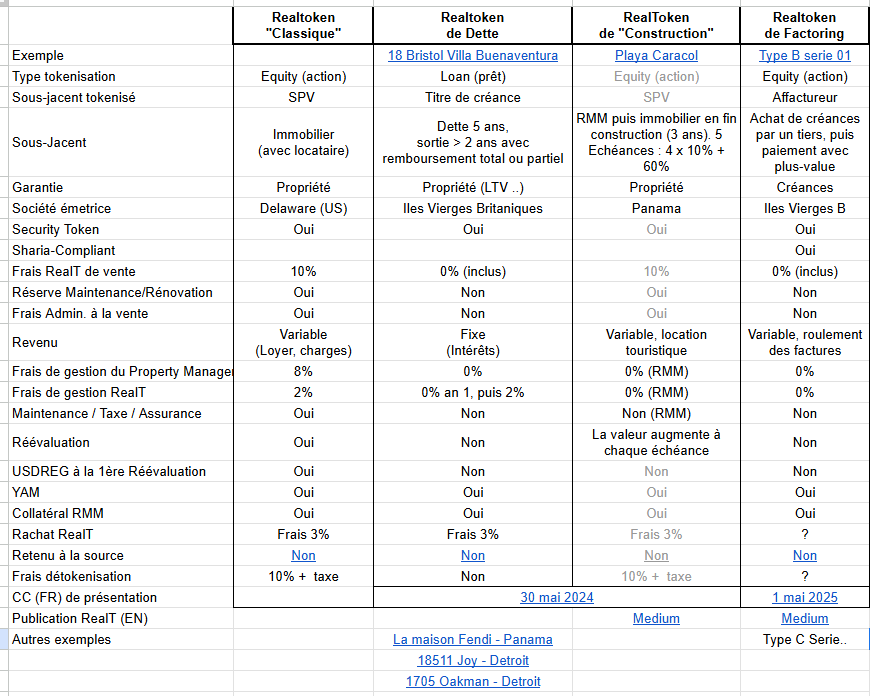 Realtoken "Classique" Realtoken de Dette RealToken de "Construction" Realtoken de Factoring
Exemple 18 Bristol Villa Buenaventura Playa Caracol Type B serie 01
Type tokenisation Equity (action) Loan (prêt) Equity (action) Equity (action)
Sous-jacent tokenisé SPV Titre de créance SPV Affactureur
Sous-Jacent Immobilier (avec locataire) Dette 5 ans, sortie > 2 ans avec remboursement total ou partiel RMM puis immobilier en fin construction (3 ans). 5 Echéances : 4 x 10% + 60% Achat de créances par un tiers, puis paiement avec plus-value
Garantie Propriété Propriété (LTV ..) Propriété Créances
Société émetrice Delaware (US) Iles Vierges Britaniques Panama Iles Vierges B
Security Token Oui Oui Oui Oui
Sharia-Compliant Oui
Frais RealT de vente 10% 0% (inclus) 10% 0% (inclus)
Réserve Maintenance/Rénovation Oui Non Oui Non
Frais Admin. à la vente Oui Non Oui Non
Revenu Variable (Loyer, charges) Fixe (Intérêts) Variable, location touristique Variable, roulement des factures
Frais de gestion du Property Manager 8% 0% 0% (RMM) 0%
Frais de gestion RealT 2% 0% an 1, puis 2% 0% (RMM) 0%
Maintenance / Taxe / Assurance Oui Non Non (RMM) Non
Réévaluation Oui Non La valeur augmente à chaque échéance Non
USDREG à la 1ère Réévaluation Oui Non Non Non
YAM Oui Oui Oui Oui
Collatéral RMM Oui Oui Oui Oui
Rachat RealT Frais 3% Frais 3% Frais 3% ?
Retenu à la source Non Non Non Non
Frais détokenisation 10% + taxe Non 10% + taxe ?
CC (FR) de présentation 30 mai 2024 1 mai 2025
Publication RealT (EN) Medium Medium
Autres exemples La maison Fendi - Panama Type C Serie..
18511 Joy - Detroit
1705 Oakman - Detroit